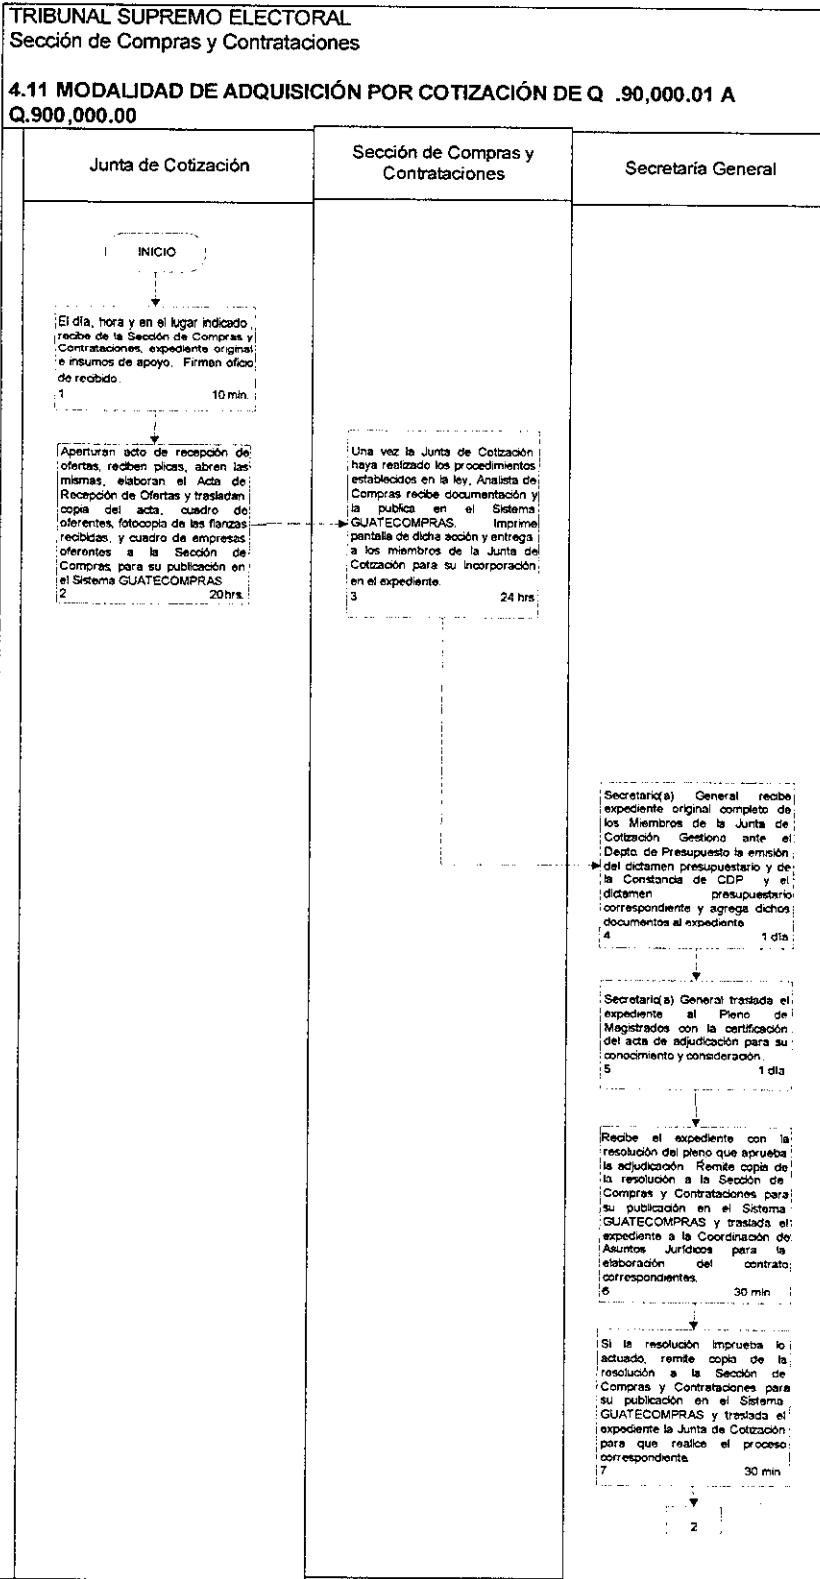 TRIBUNAL SUPREMO ELECTORAL
Sección de Compras y Contrataciones
4.11 MODALIDAD DE ADQUISICIÓN POR COTIZACIÓN DE Q .90,000.01 A
Q.900,000.00
Junta de Cotización
Sección de Compras y
Contrataciones
Secretaría General
INICIO
El día, hora y en el lugar indicado,
recibe de la Sección de Compras y
Contrataciones, expediente original
e insumos de apoyo. Firman oficio
de recibido.
1 10 min.
Aperturan acto de recepción de
ofertas, reciben plicas, abren las
mismas, elaboran el Acta de
Recepción de Ofertas y trasladan
copia del acta, cuadro de
oferentes, fotocopia de las fianzas
recibidas, y cuadro de empresas
oferentes a la Sección de
Compras, para su publicación en
el Sistema GUATECOMPRAS
2 20hrs.
Una vez la Junta de Cotización
haya realizado los procedimientos
establecidos en la ley, Analista de
Compras recibe documentación y
la publica en el Sistema
GUATECOMPRAS. Imprime
pantalla de dicha acción y entrega
a los miembros de la Junta de
Cotización para su incorporación
en el expediente.
3 24 hrs
Secretario(a) General recibe
expediente original completo de
los Miembros de la Junta de
Cotización Gestiona ante el
Depto. de Presupuesto la emisión
del dictamen presupuestario y de
la Constancia de CDP y el
dictamen presupuestario
correspondiente y agrega dichos
documentos al expediente
4 1 día
Secretario(a) General traslada el
expediente al Pleno de
Magistrados con la certificación
del acta de adjudicación para su
conocimiento y consideración.
5 1 día
Recibe el expediente con la
resolución del pleno que aprueba
la adjudicación Remite copia de
la resolución a la Sección de
Compras y Contrataciones para
su publicación en el Sistema
GUATECOMPRAS y traslada el
expediente a la Coordinación de
Asuntos Jurídicos para la
elaboración del contrato
correspondientes.
6 30 min
Si la resolución imprueba lo
actuado, remite copia de la
resolución a la Sección de
Compras y Contrataciones para
su publicación en el Sistema
GUATECOMPRAS y traslada el
expediente la Junta de Cotización
para que realice el proceso
correspondiente
7 30 min
2